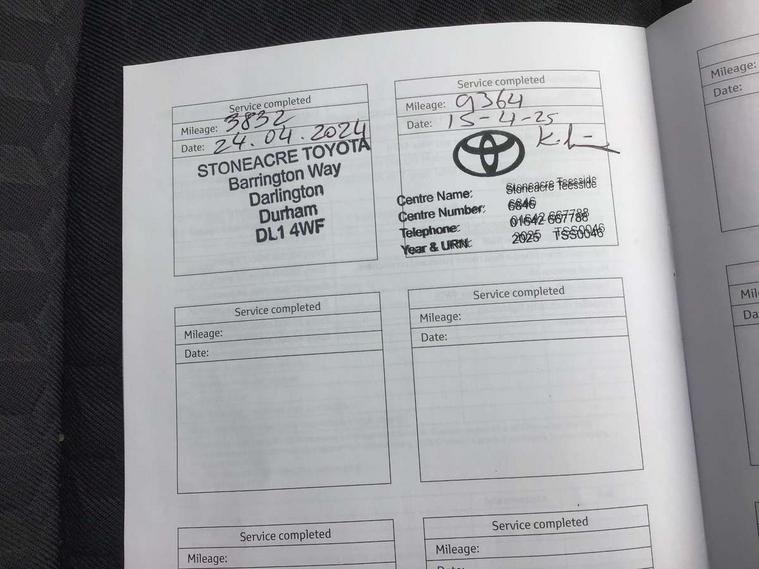 Service completed
Mileage: 3832
Date: 24.04.2024
STONEACRE TOYOTA
Barrington Way
Darlington
Durham
DL1 4WF
Service completed
Mileage: 9364
Date: 15-4-25
Centre Name: Stoneacre Teesside
Centre Number: 6846
Telephone: 01642 667788
Year & URN: 2025 TSS0046
Service completed
Mileage:
Date:
Service completed
Mileage:
Date:
Service completed
Mileage:
Service completed
Mileage:
Mileage:
Date: